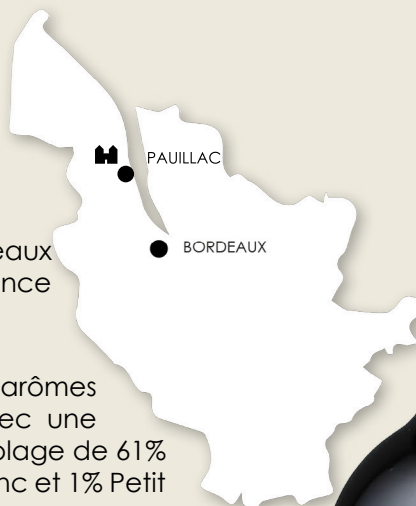 PAUILLAC
BORDEAUX
eaux
nce
arômes
ec une
plage de 61%
nc et 1% Petit